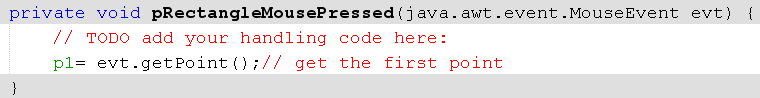 private void pRectangleMousePressed(java.awt.event.MouseEvent evt) {
// TODO add your handling code here:
p1= evt.getPoint();// get the first point
}